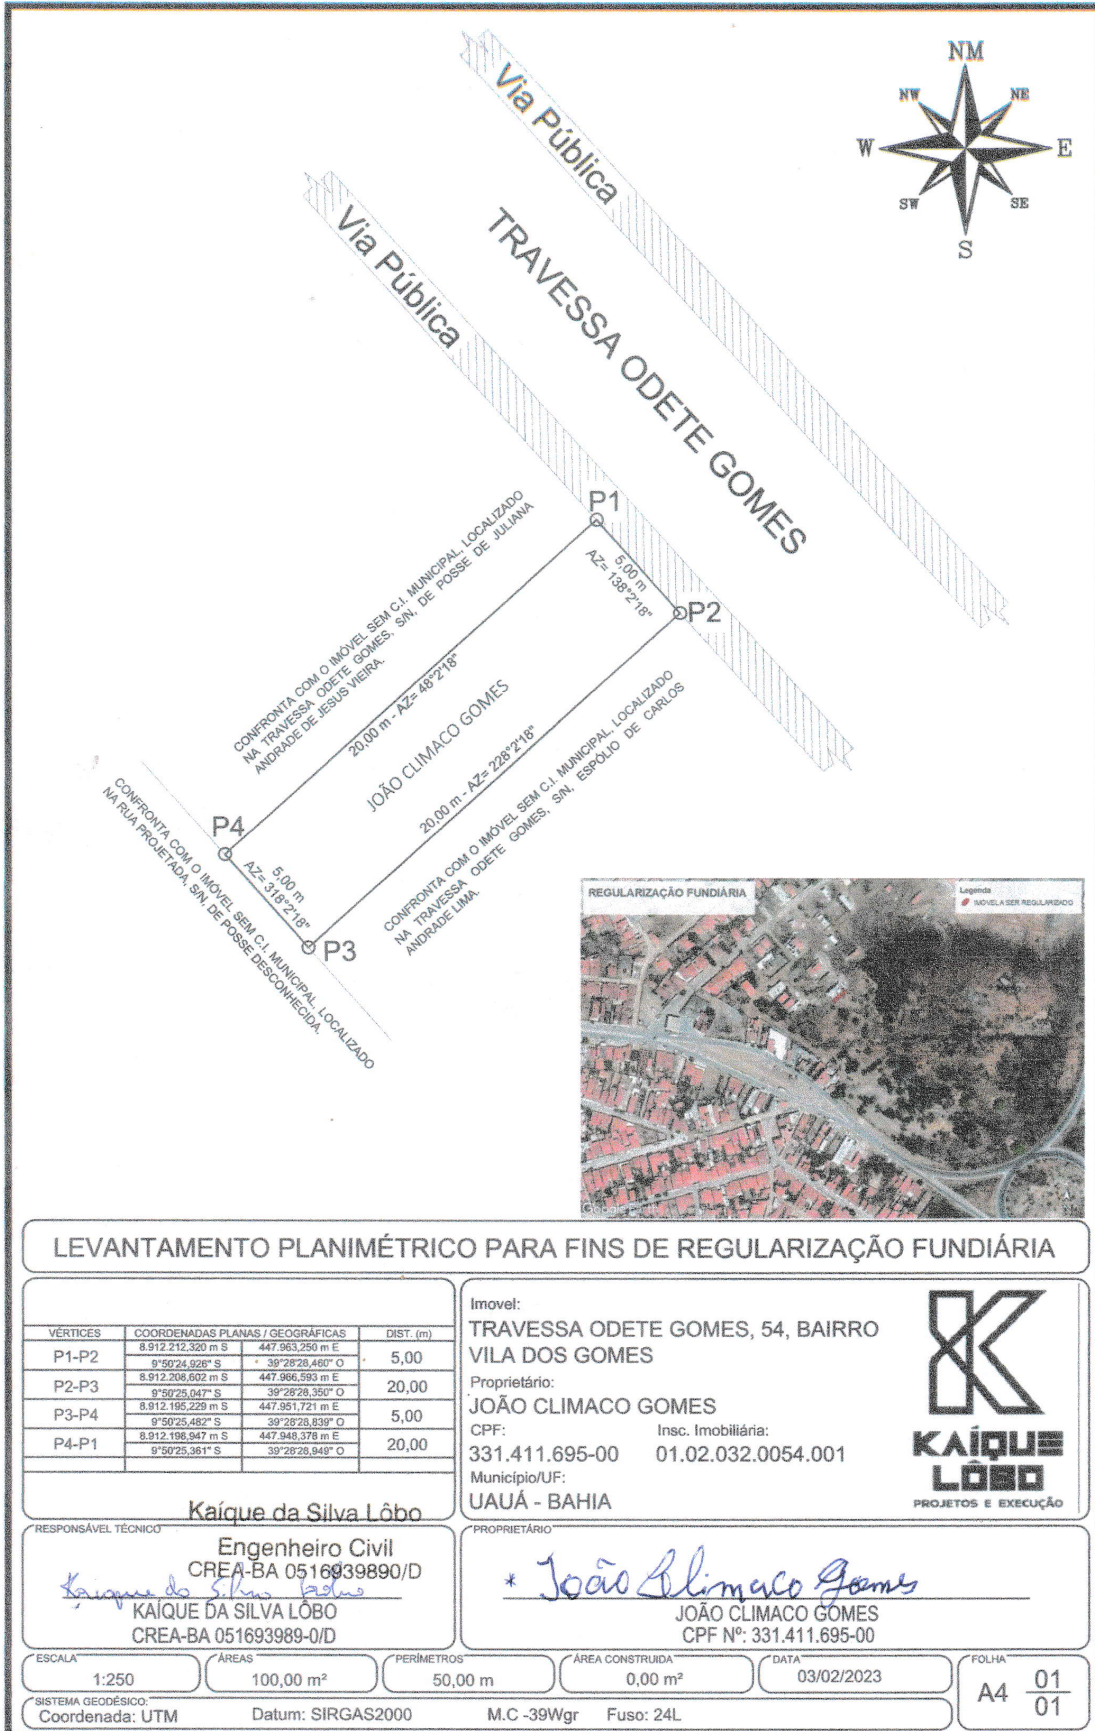 NM
NW
NE
W
E
SW
SE
S
Via Pública
Via Pública
TRAVESSA ODETE GOMES
P1
5,00 m
AZ= 138°2'18"
P2
CONFRONTA COM O IMÓVEL SEM C.I. MUNICIPAL, LOCALIZADO
NA TRAVESSA ODETE GOMES, S/N, DE POSSE DE JULIANA
ANDRADE DE JESUS VIEIRA.
20,00 m - AZ= 48°2'18"
JOÃO CLIMACO GOMES
20,00 m - AZ= 228°2'18"
CONFRONTA COM O IMÓVEL SEM C.I. MUNICIPAL, LOCALIZADO
NA TRAVESSA ODETE GOMES, S/N, ESPÓLIO DE CARLOS
ANDRADE LIMA.
P4
5,00 m
AZ= 318°2'18"
P3
CONFRONTA COM O IMÓVEL SEM C.I. MUNICIPAL, LOCALIZADO
NA RUA PROJETADA, S/N, DE POSSE DESCONHECIDA.
REGULARIZAÇÃO FUNDIÁRIA
Legenda
IMOVEL A SER REGULARIZADO
Google Earth
LEVANTAMENTO PLANIMÉTRICO PARA FINS DE REGULARIZAÇÃO FUNDIÁRIA
VÉRTICES COORDENADAS PLANAS / GEOGRÁFICAS DIST. (m)
P1-P2 8.912.212,320 m S 447.963,250 m E 5,00
9°50'24,926" S 39°28'28,460" O
P2-P3 8.912.208,602 m S 447.966,593 m E 20,00
9°50'25,047" S 39°28'28,350" O
P3-P4 8.912.195,229 m S 447.951,721 m E 5,00
9°50'25,482" S 39°28'28,839" O
P4-P1 8.912.198,947 m S 447.948,378 m E 20,00
9°50'25,361" S 39°28'28,949" O
Imovel:
TRAVESSA ODETE GOMES, 54, BAIRRO
VILA DOS GOMES
Proprietário:
JOÃO CLIMACO GOMES
CPF: Insc. Imobiliária:
331.411.695-00 01.02.032.0054.001
Município/UF:
UAUÁ - BAHIA
KAÍQUE
LÔBO
PROJETOS E EXECUÇÃO
Kaíque da Silva Lôbo
RESPONSÁVEL TÉCNICO
Engenheiro Civil
CREA-BA 0516939890/D
Kaíque da Silva Lôbo
KAÍQUE DA SILVA LÔBO
CREA-BA 051693989-0/D
PROPRIETÁRIO
* João Climaco Gomes
JOÃO CLIMACO GOMES
CPF Nº: 331.411.695-00
ESCALA
1:250
ÁREAS
100,00 m²
PERÍMETROS
50,00 m
ÁREA CONSTRUIDA
0,00 m²
DATA
03/02/2023
FOLHA
A4 01
01
SISTEMA GEODÉSICO:
Coordenada: UTM Datum: SIRGAS2000 M.C -39Wgr Fuso: 24L